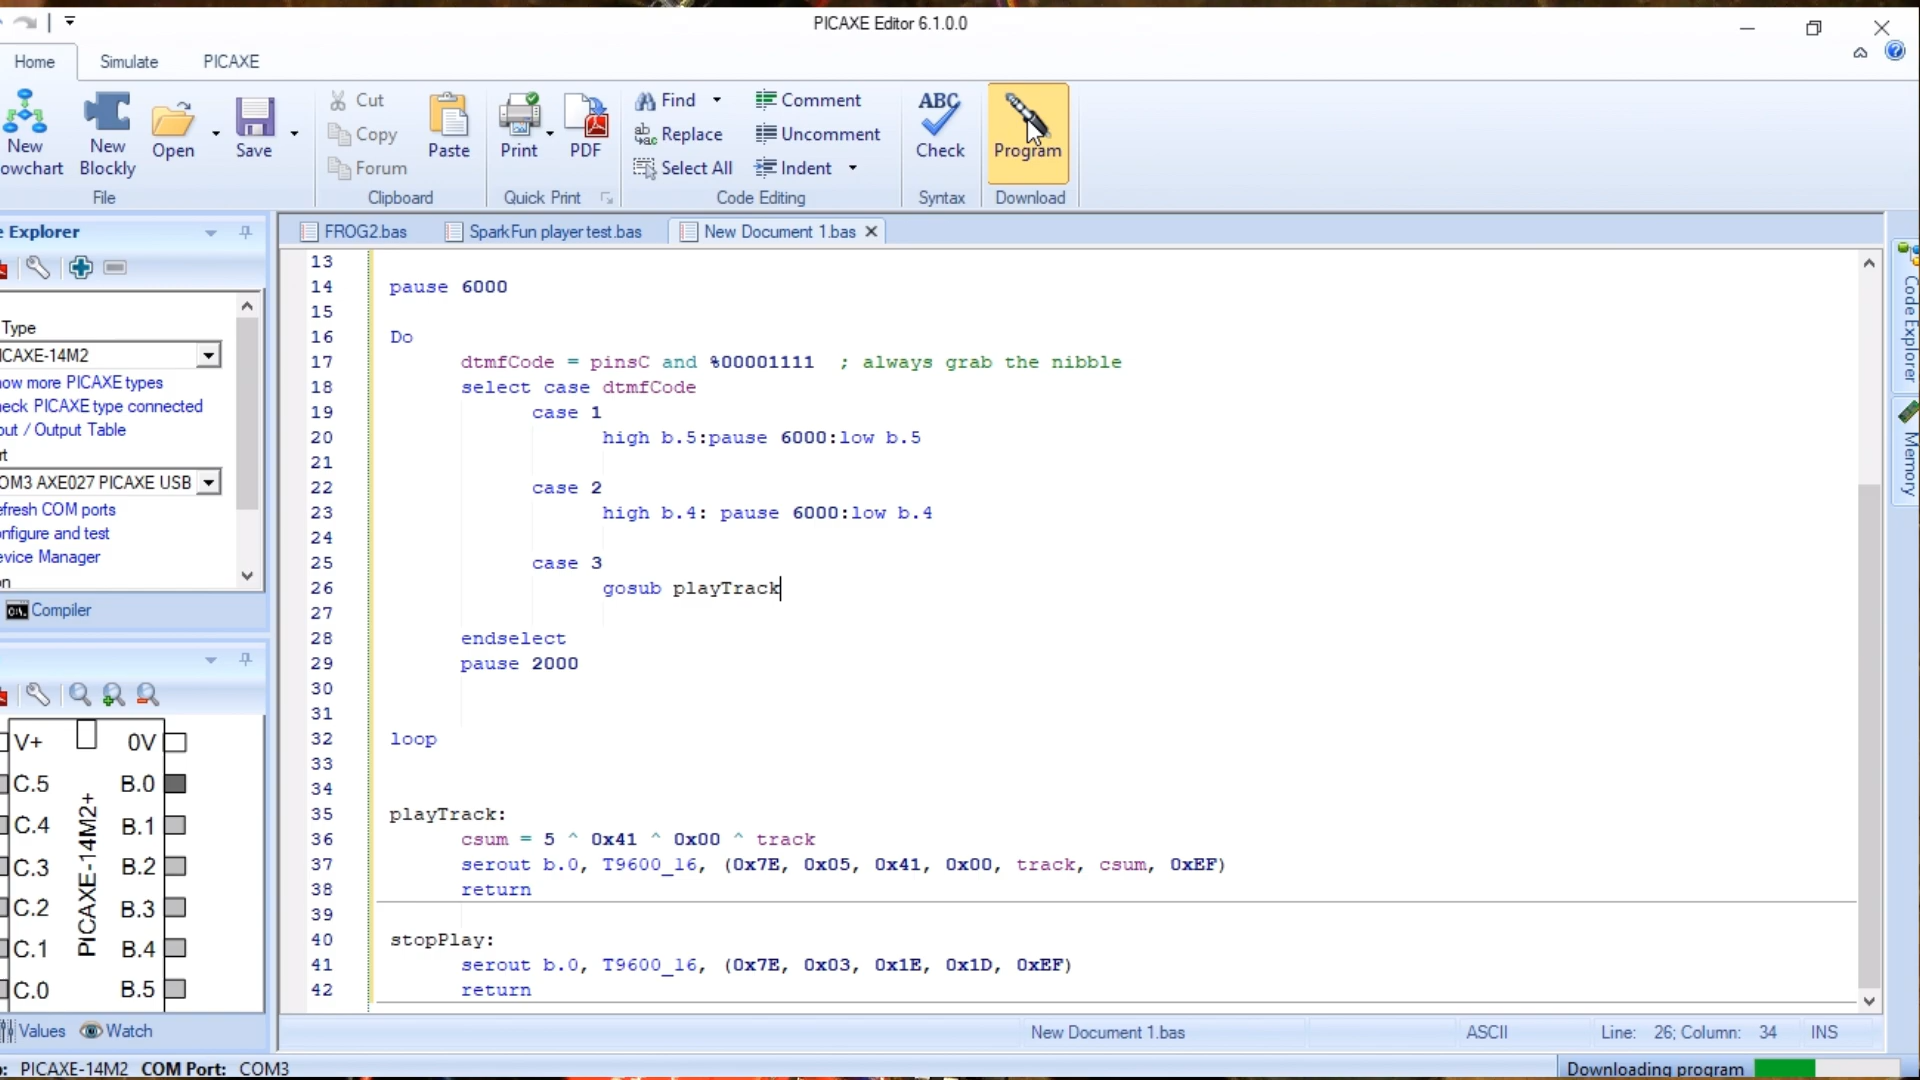 PICAXE Editor 6.1.0.0
Home Simulate PICAXE
New
owchart
New
Blockly
Open
Save
File
Cut
Copy
Forum
Paste
Clipboard
Print
PDF
Quick Print
Find
Replace
Select All
Comment
Uncomment
Indent
Code Editing
ABC
Check
Syntax
Program
Download
e Explorer
Type
ICAXE-14M2
ow more PICAXE types
eck PICAXE type connected
out / Output Table
rt
OM3 AXE027 PICAXE USB
efresh COM ports
onfigure and test
evice Manager
on
Compiler
V+ 0V
C.5 B.0
C.4 B.1
C.3 B.2
C.2 B.3
C.1 B.4
C.0 B.5
PICAXE-14M2+
Values Watch
FROG2.bas SparkFun player test.bas New Document 1.bas
13
14 pause 6000
15
16 Do
17 dtmfCode = pinsC and %00001111 ; always grab the nibble
18 select case dtmfCode
19 case 1
20 high b.5:pause 6000:low b.5
21
22 case 2
23 high b.4: pause 6000:low b.4
24
25 case 3
26 gosub playTrack
27
28 endselect
29 pause 2000
30
31
32 loop
33
34
35 playTrack:
36 csum = 5 ^ 0x41 ^ 0x00 ^ track
37 serout b.0, T9600_16, (0x7E, 0x05, 0x41, 0x00, track, csum, 0xEF)
38 return
39
40 stopPlay:
41 serout b.0, T9600_16, (0x7E, 0x03, 0x1E, 0x1D, 0xEF)
42 return
Code Explorer
Memory
New Document 1.bas ASCII Line: 26; Column: 34 INS
: PICAXE-14M2 COM Port: COM3
Downloading program